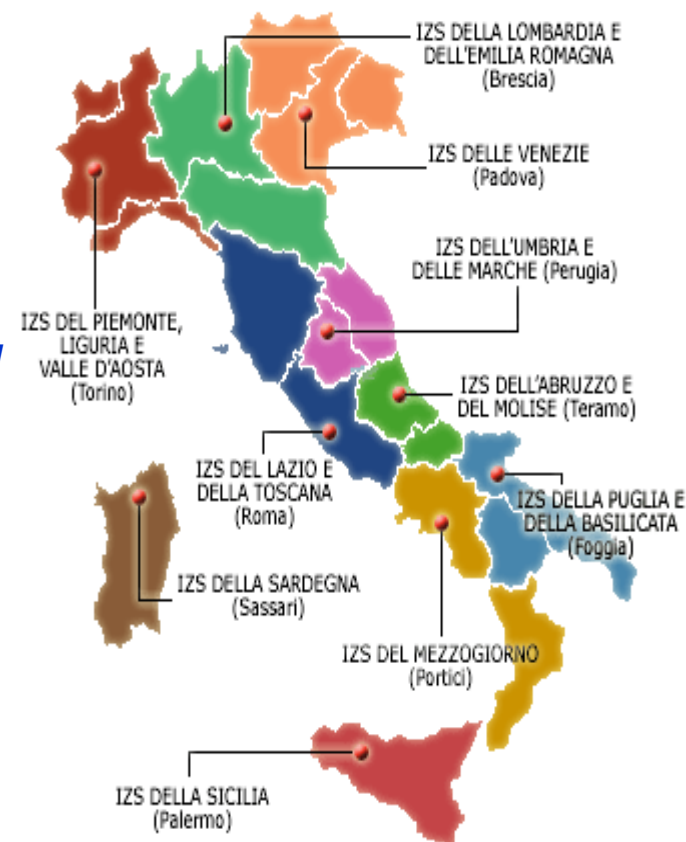 IZS DELLA LOMBARDIA E
DELL'EMILIA ROMAGNA
(Brescia)
IZS DELLE VENEZIE
(Padova)
IZS DELL'UMBRIA E
DELLE MARCHE (Perugia)
IZS DEL PIEMONTE,
LIGURIA E
VALLE D'AOSTA
(Torino)
IZS DELL'ABRUZZO E
DEL MOLISE (Teramo)
IZS DEL LAZIO E
DELLA TOSCANA
(Roma)
IZS DELLA PUGLIA E
DELLA BASILICATA
(Foggia)
IZS DELLA SARDEGNA
(Sassari)
IZS DEL MEZZOGIORNO
(Portici)
IZS DELLA SICILIA
(Palermo)